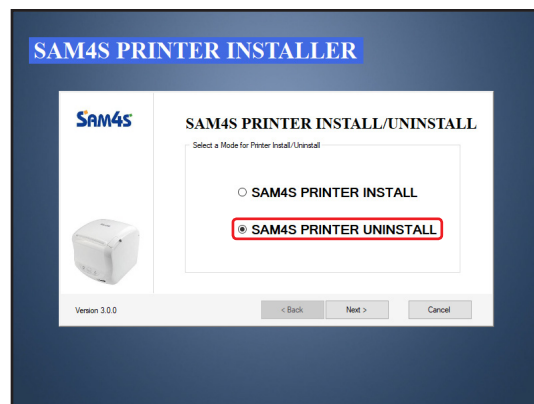 SAM4S PRINTER INSTALLER
SAM4S
SAM4S PRINTER INSTALL/UNINSTALL
Select a Mode for Printer Install/Uninstall
SAM4S PRINTER INSTALL
SAM4S PRINTER UNINSTALL
Version 3.0.0
< Back
Next >
Cancel